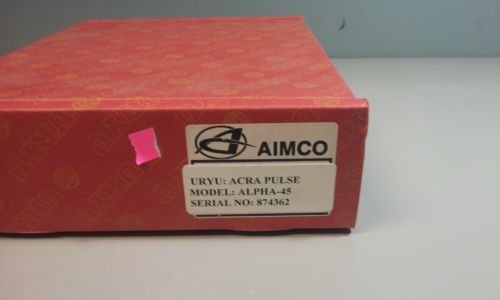 AIMCO
URYU: ACRA PULSE
MODEL: ALPHA-45
SERIAL NO: 874362